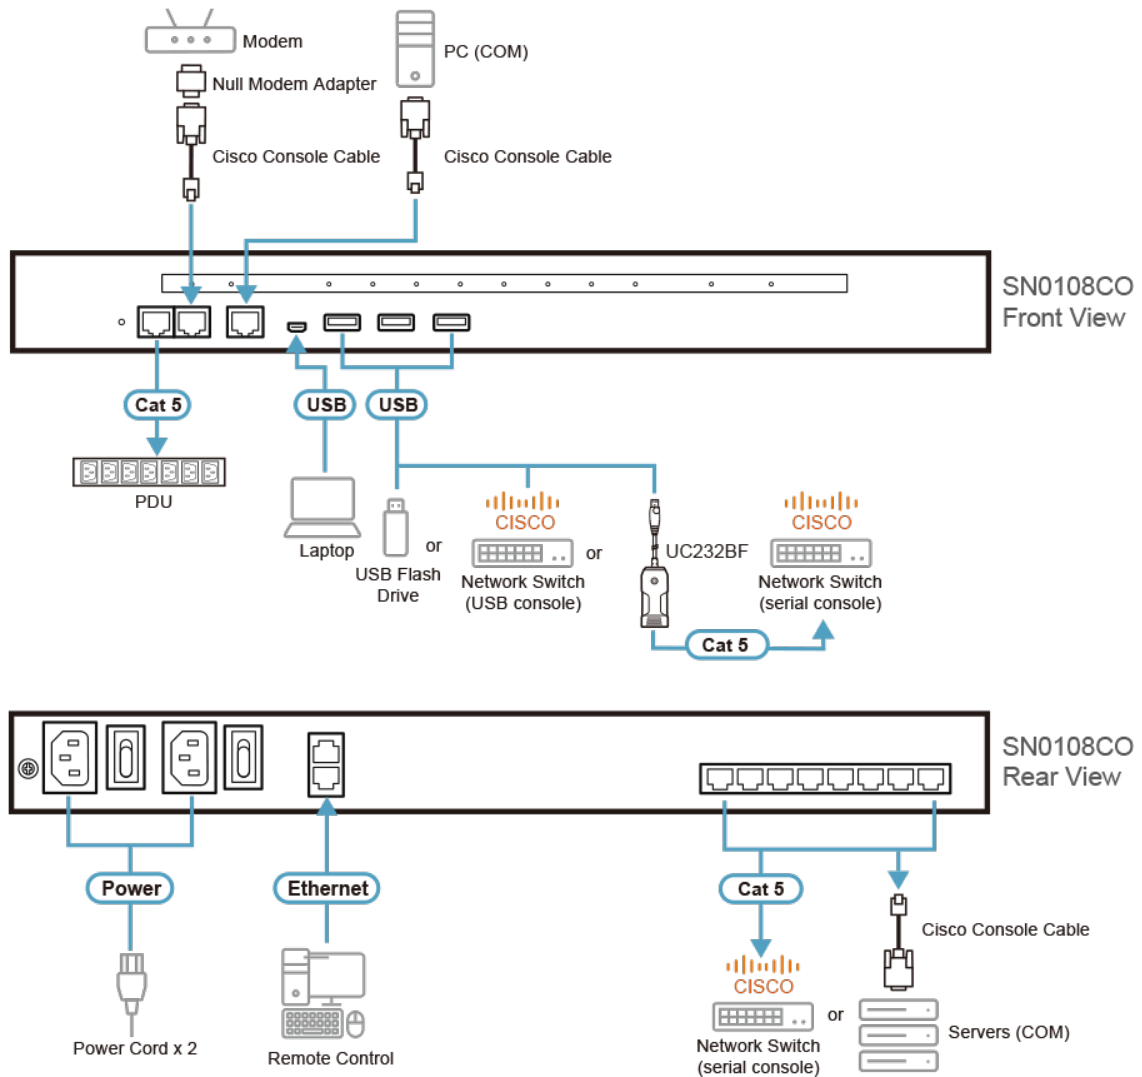 Modem
PC (COM)
Null Modem Adapter
Cisco Console Cable
Cisco Console Cable
SN0108CO
Front View
Cat 5
USB
USB
PDU
Laptop
USB Flash
Drive
or
CISCO
Network Switch
(USB console)
or
UC232BF
CISCO
Network Switch
(serial console)
Cat 5
SN0108CO
Rear View
Power
Ethernet
Cat 5
Cisco Console Cable
Power Cord x 2
Remote Control
CISCO
Network Switch
(serial console)
or
Servers (COM)